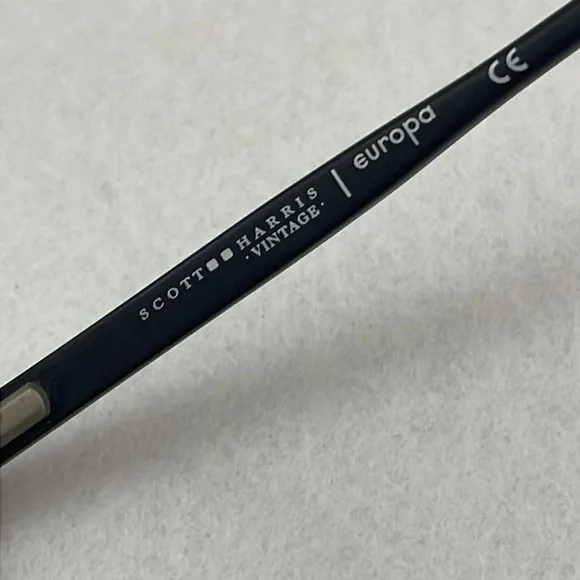 SCOTT HARRIS
· VINTAGE ·
| europa
CE